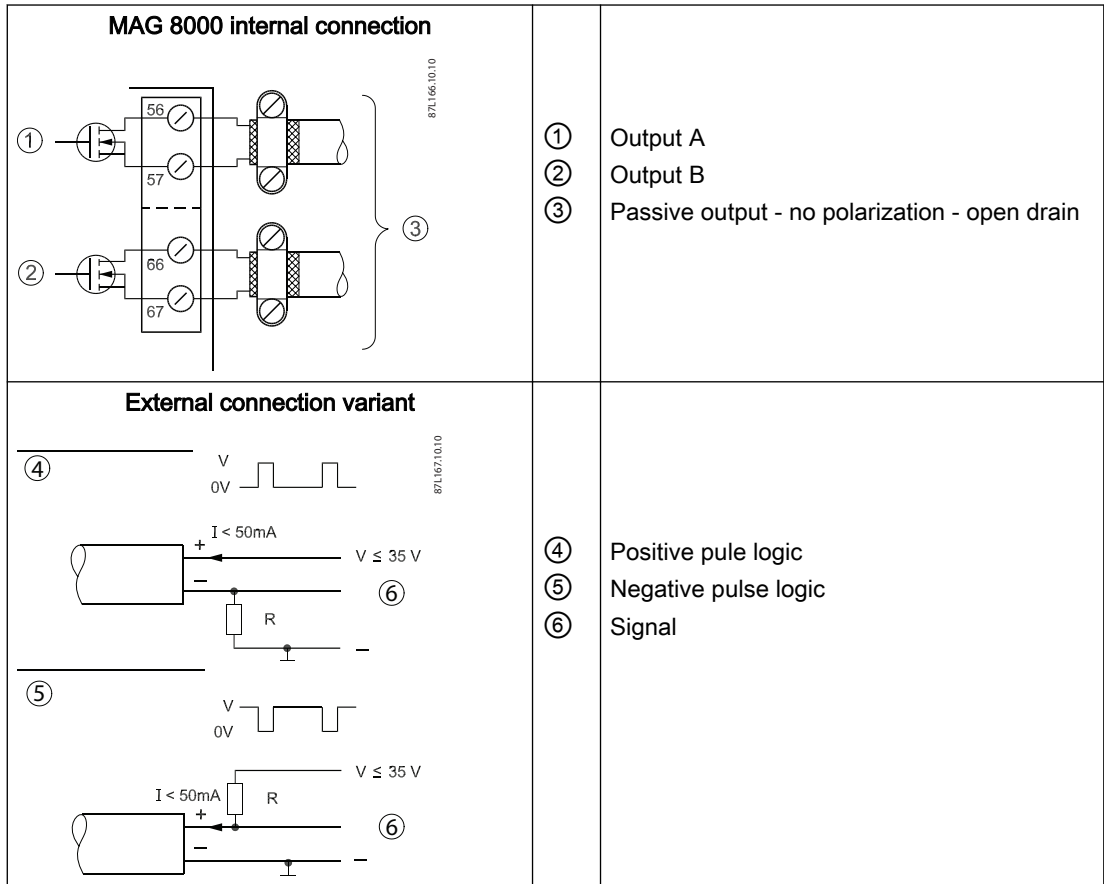 MAG 8000 internal connection
87L166.10.10
56
①
57
③
66
②
67
① Output A
② Output B
③ Passive output - no polarization - open drain
External connection variant
87L167.10.10
④
V
0V
I < 50mA
+
V ≤ 35 V
−
⑥
R
−
⑤
V
0V
V ≤ 35 V
I < 50mA
R
+
⑥
−
−
④ Positive pule logic
⑤ Negative pulse logic
⑥ Signal